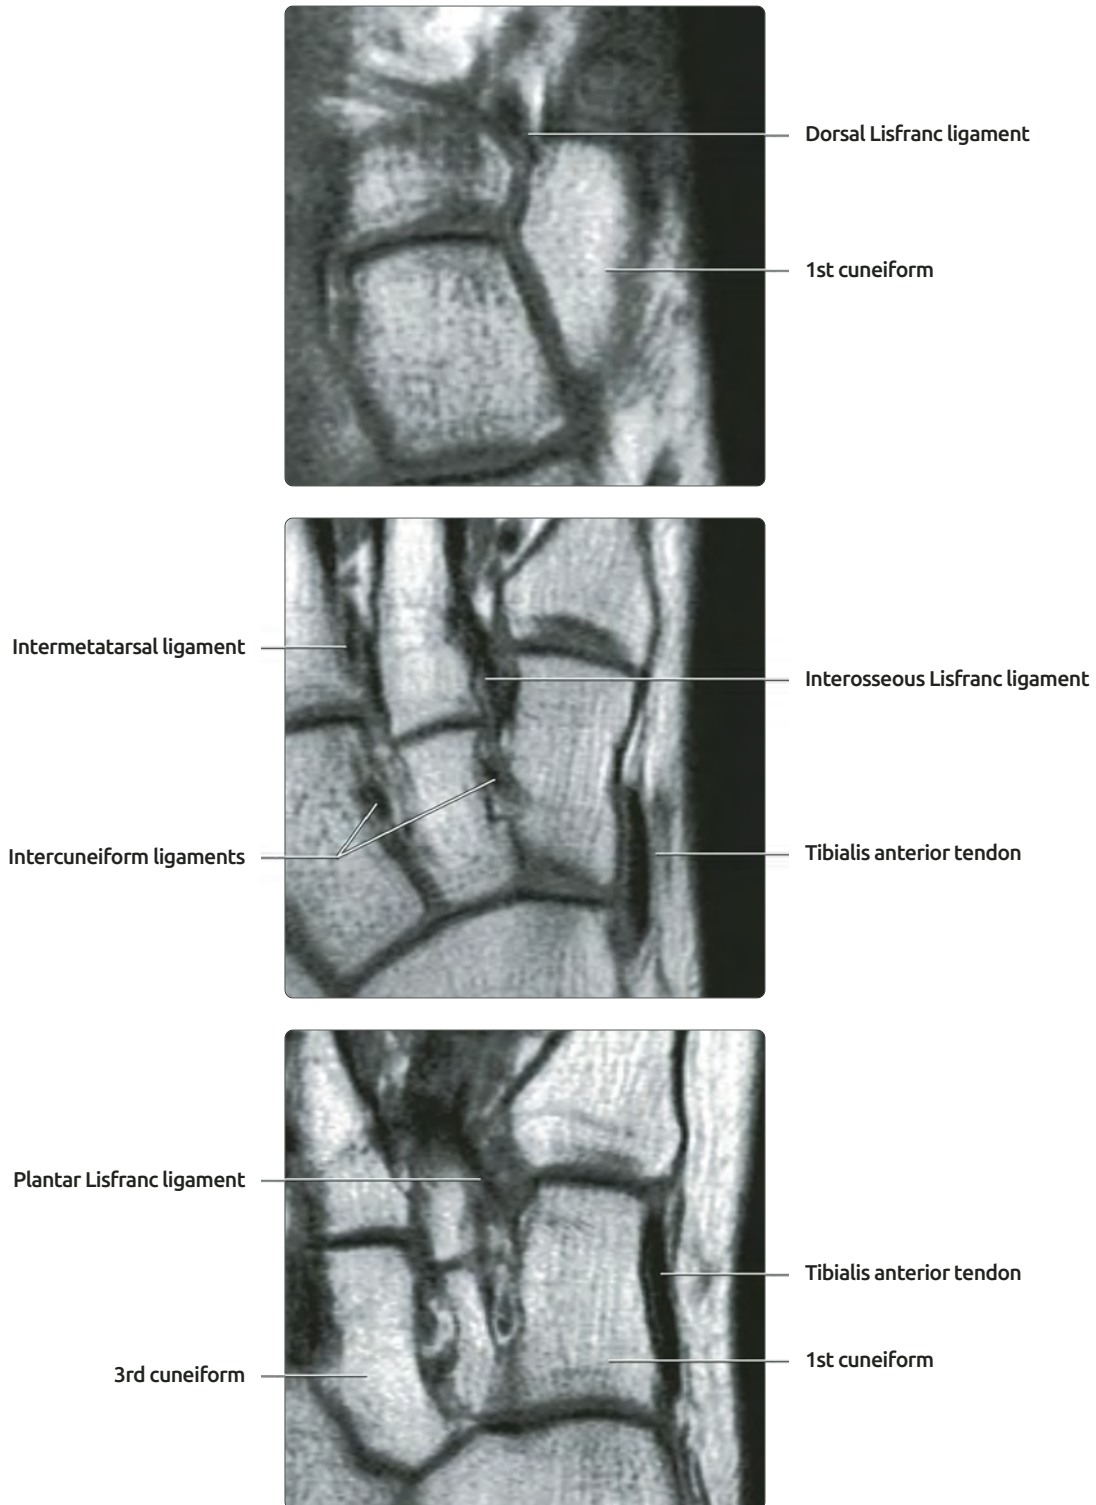 Dorsal Lisfranc ligament
1st cuneiform
Intermetatarsal ligament
Interosseous Lisfranc ligament
Intercuneiform ligaments
Tibialis anterior tendon
Plantar Lisfranc ligament
Tibialis anterior tendon
1st cuneiform
3rd cuneiform